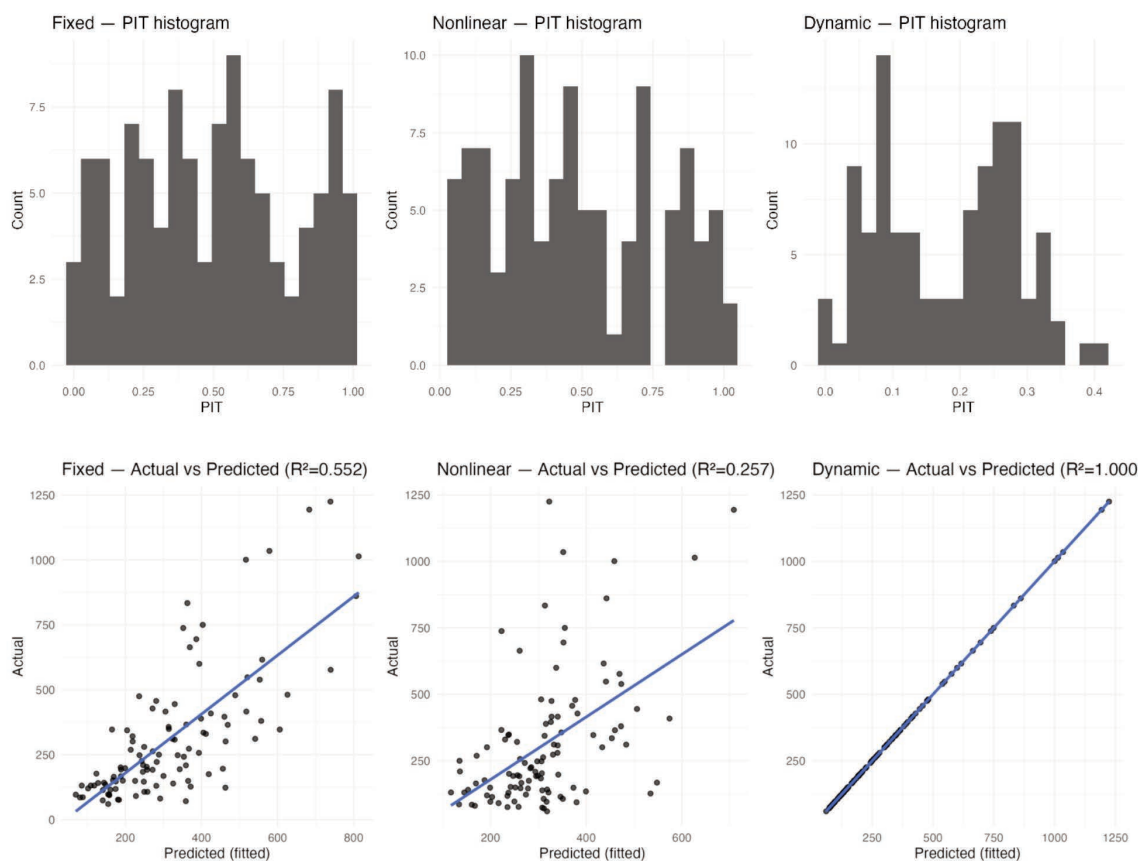 Fixed — PIT histogram
7.5
5.0
2.5
0.0
Count
0.00 0.25 0.50 0.75 1.00
PIT
Nonlinear — PIT histogram
10.0
7.5
5.0
2.5
0.0
Count
0.00 0.25 0.50 0.75 1.00
PIT
Dynamic — PIT histogram
10
5
0
Count
0.0 0.1 0.2 0.3 0.4
PIT
Fixed — Actual vs Predicted (R²=0.552)
1250
1000
750
500
250
0
Actual
200 400 600 800
Predicted (fitted)
Nonlinear — Actual vs Predicted (R²=0.257)
1250
1000
750
500
250
0
Actual
200 400 600
Predicted (fitted)
Dynamic — Actual vs Predicted (R²=1.000
1250
1000
750
500
250
Actual
250 500 750 1000 1250
Predicted (fitted)